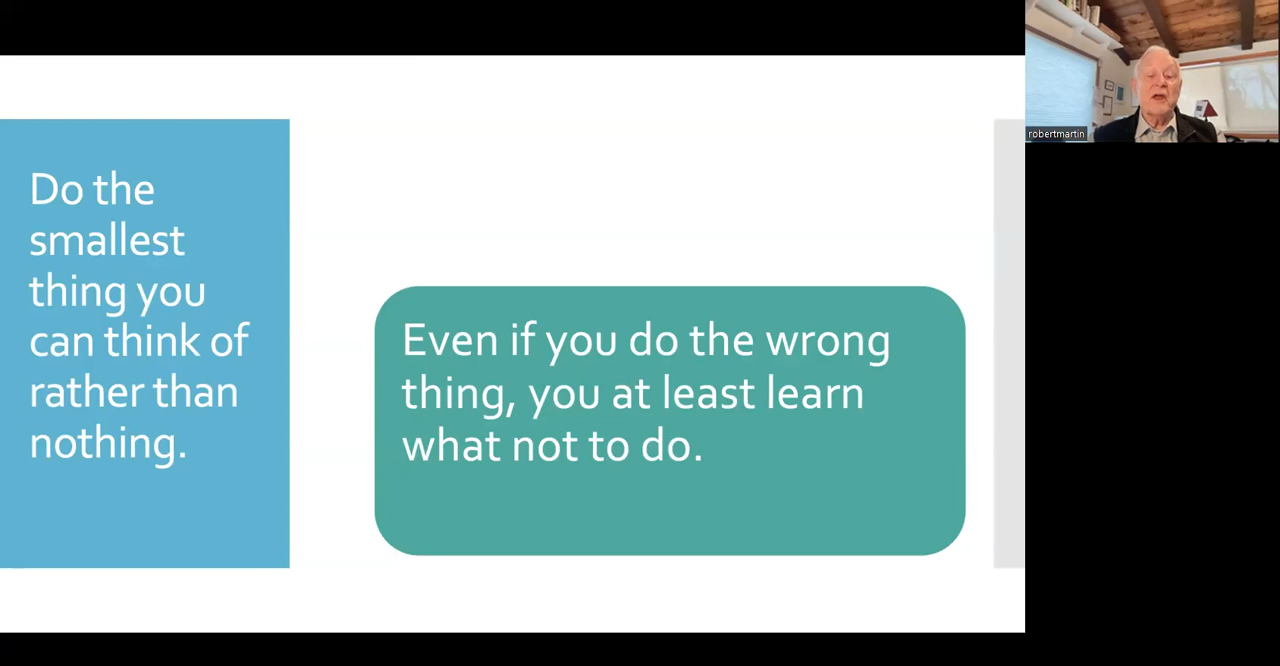 Do the
smallest
thing you
can think of
rather than
nothing.
Even if you do the wrong
thing, you at least learn
what not to do.
robertmartin